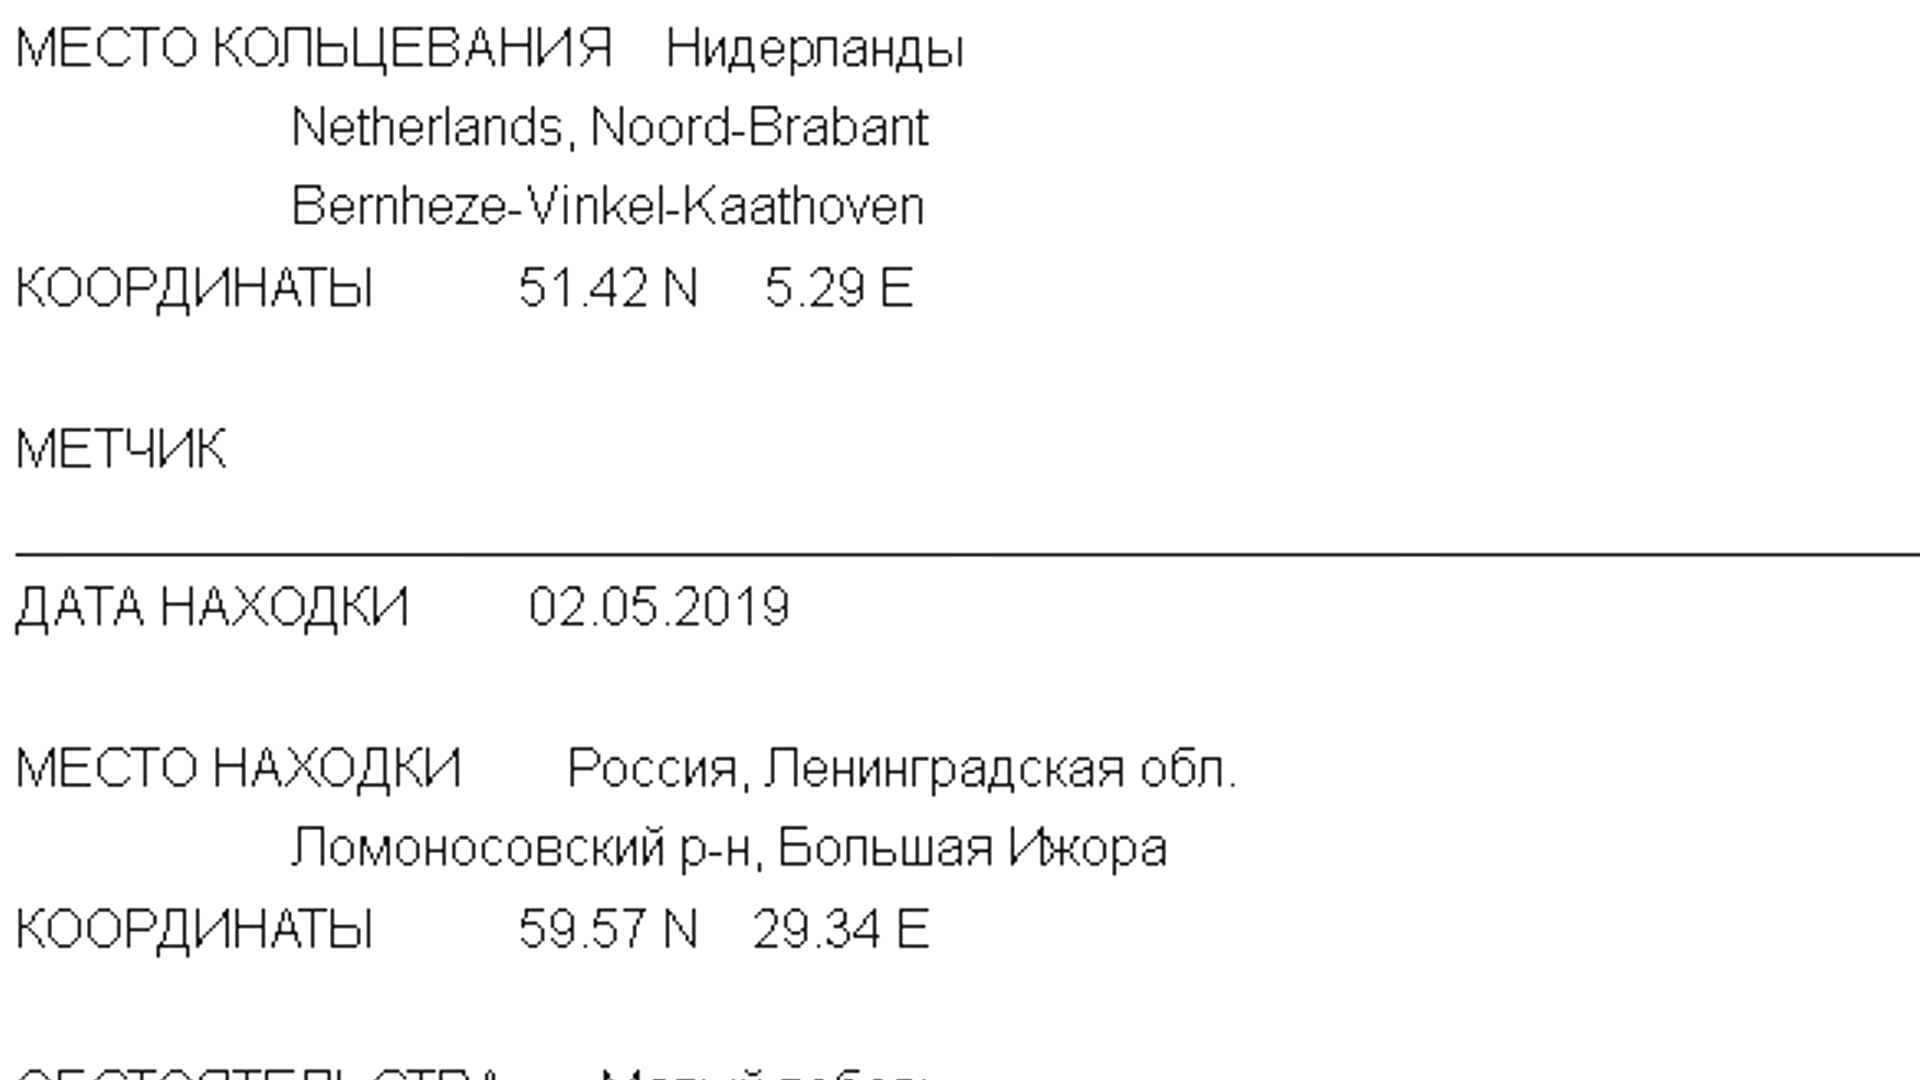 МЕСТО КОЛЬЦЕВАНИЯ Нидерланды
Netherlands, Noord-Brabant
Bernheze-Vinkel-Kaathoven
КООРДИНАТЫ 51.42 N 5.29 E
МЕТЧИК
ДАТА НАХОДКИ 02.05.2019
МЕСТО НАХОДКИ Россия, Ленинградская обл.
Ломоносовский р-н, Большая Ижора
КООРДИНАТЫ 59.57 N 29.34 E
ОБСТОЯТЕЛЬСТВА